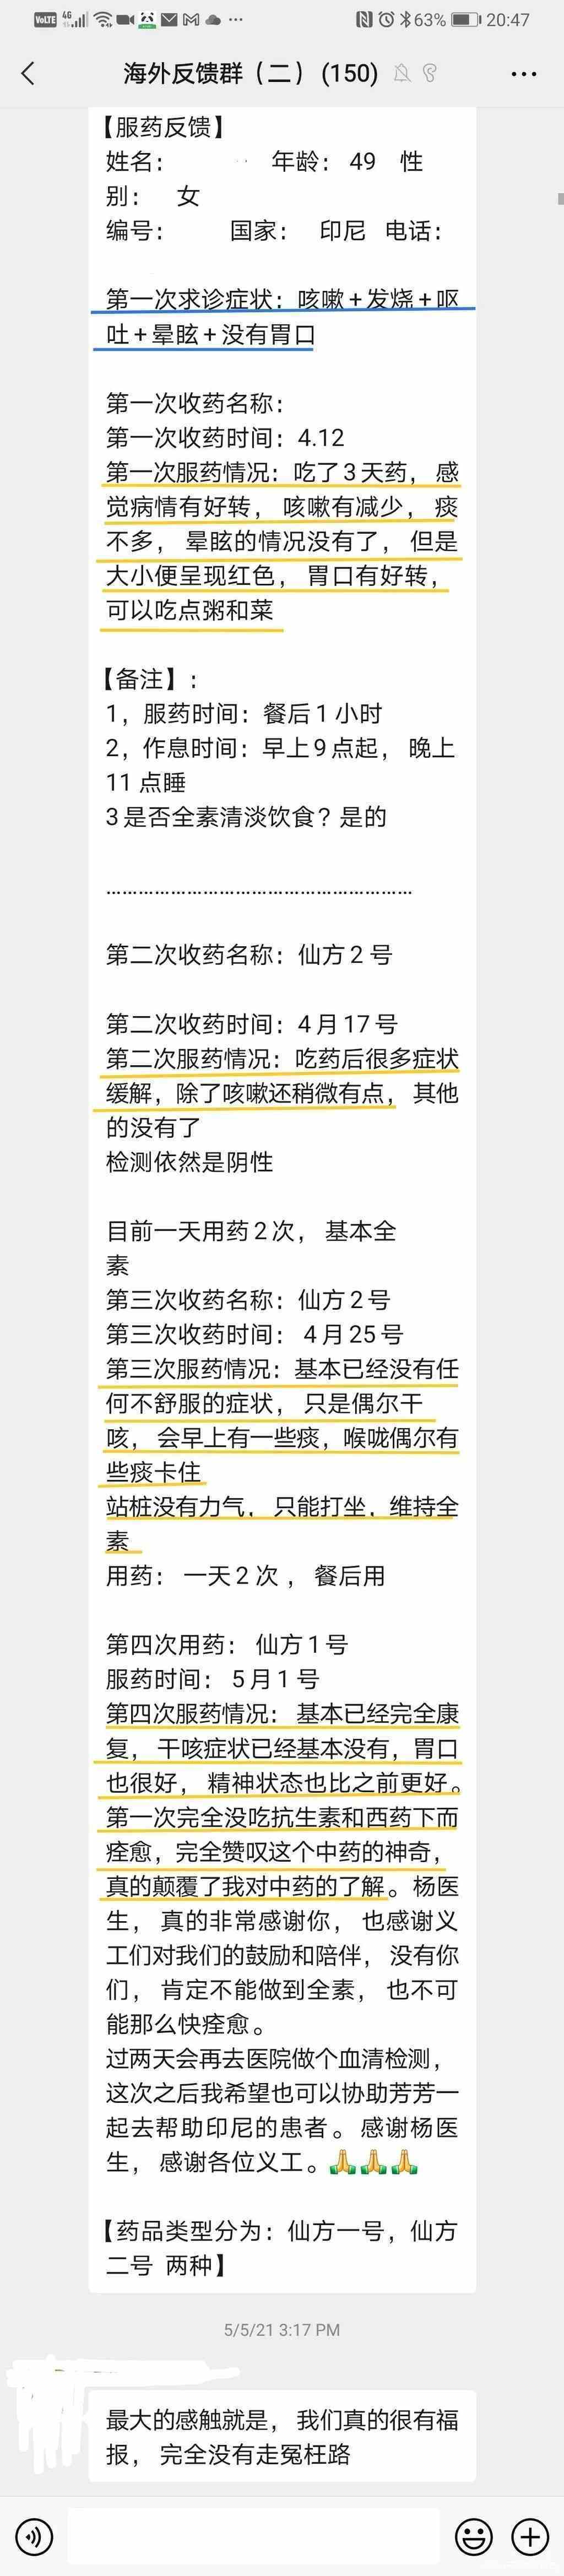 VoLTE 4G 63% 20:47
海外反馈群（二）(150)
【服药反馈】
姓名： 年龄： 49 性
别： 女
编号： 国家： 印尼 电话：
第一次求诊症状：咳嗽+发烧+呕
吐+晕眩+没有胃口
第一次收药名称：
第一次收药时间：4.12
第一次服药情况：吃了3天药，感
觉病情有好转，咳嗽有减少，痰
不多，晕眩的情况没有了，但是
大小便呈现红色，胃口有好转，
可以吃点粥和菜
【备注】:
1，服药时间：餐后1小时
2，作息时间：早上9点起，晚上
11点睡
3是否全素清淡饮食？是的
………………………………………………
第二次收药名称：仙方2号
第二次收药时间：4月17号
第二次服药情况：吃药后很多症状
缓解，除了咳嗽还稍微有点，其他
的没有了
检测依然是阴性
目前一天用药2次，基本全
素
第三次收药名称：仙方2号
第三次收药时间： 4月25号
第三次服药情况：基本已经没有任
何不舒服的症状，只是偶尔干
咳，会早上有一些痰，喉咙偶尔有
些痰卡住
站桩没有力气，只能打坐，维持全
素
用药： 一天2次 ，餐后用
第四次用药： 仙方1号
服药时间： 5月1号
第四次服药情况： 基本已经完全康
复，干咳症状已经基本没有，胃口
也很好，精神状态也比之前更好。
第一次完全没吃抗生素和西药下而
痊愈，完全赞叹这个中药的神奇，
真的颠覆了我对中药的了解。杨医
生，真的非常感谢你，也感谢义
工们对我们的鼓励和陪伴，没有你
们，肯定不能做到全素，也不可
能那么快痊愈。
过两天会再去医院做个血清检测，
这次之后我希望也可以协助芳芳一
起去帮助印尼的患者。感谢杨医
生，感谢各位义工。🙏🙏🙏
【药品类型分为：仙方一号，仙方
二号 两种】
5/5/21 3:17 PM
最大的感触就是，我们真的很有福
报，完全没有走冤枉路